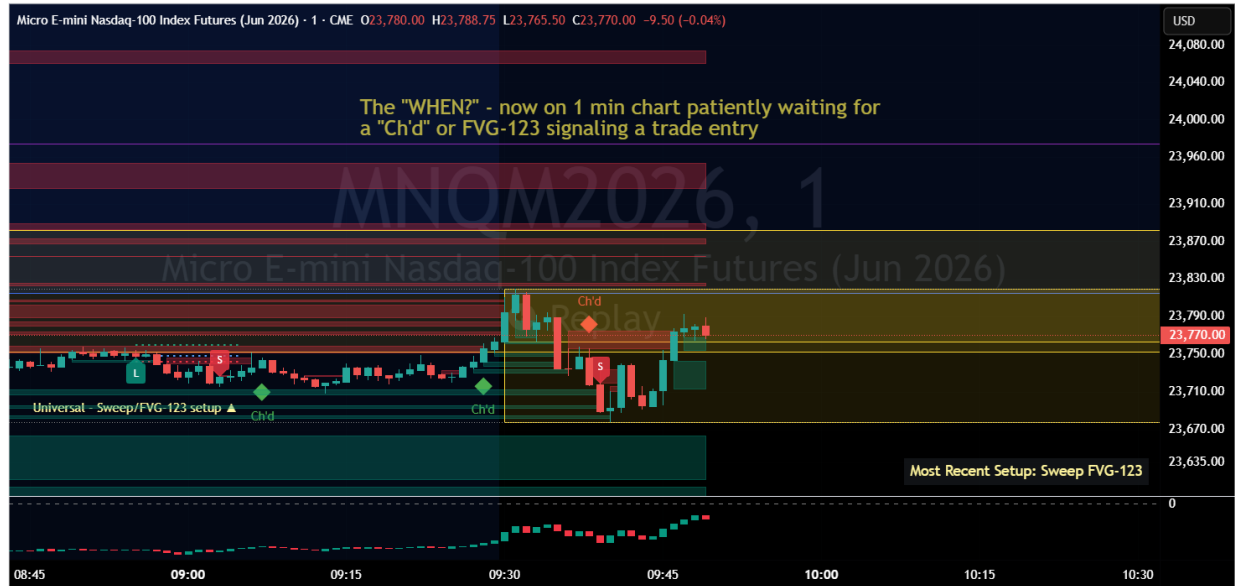 Micro E-mini Nasdaq-100 Index Futures (Jun 2026) · 1 · CME O23,780.00 H23,788.75 L23,765.50 C23,770.00 −9.50 (−0.04%)
USD
24,080.00
The "WHEN?" - now on 1 min chart patiently waiting for
a "Ch'd" or FVG-123 signaling a trade entry
24,040.00
24,000.00
23,960.00
MNQM2026, 1
23,910.00
23,870.00
Micro E-mini Nasdaq-100 Index Futures (Jun 2026)
23,830.00
Ch'd
Replay
23,790.00
23,770.00
23,750.00
S
S
L
23,710.00
Universal - Sweep/FVG-123 setup ▲
Ch'd
Ch'd
23,670.00
23,635.00
Most Recent Setup: Sweep FVG-123
0
08:45 09:00 09:15 09:30 09:45 10:00 10:15 10:30